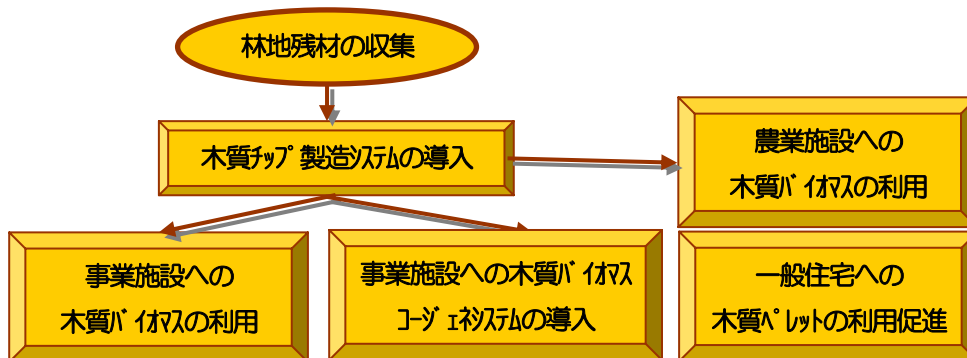 林地残材の収集
木質ﾁｯﾌﾟ製造ｼｽﾃﾑの導入
農業施設への
木質ﾊﾞｲｵﾏｽの利用
事業施設への
木質ﾊﾞｲｵﾏｽの利用
事業施設への木質ﾊﾞｲｵﾏｽ
ｺｰｼﾞｪﾈｼｽﾃﾑの導入
一般住宅への
木質ﾍﾟﾚｯﾄの利用促進